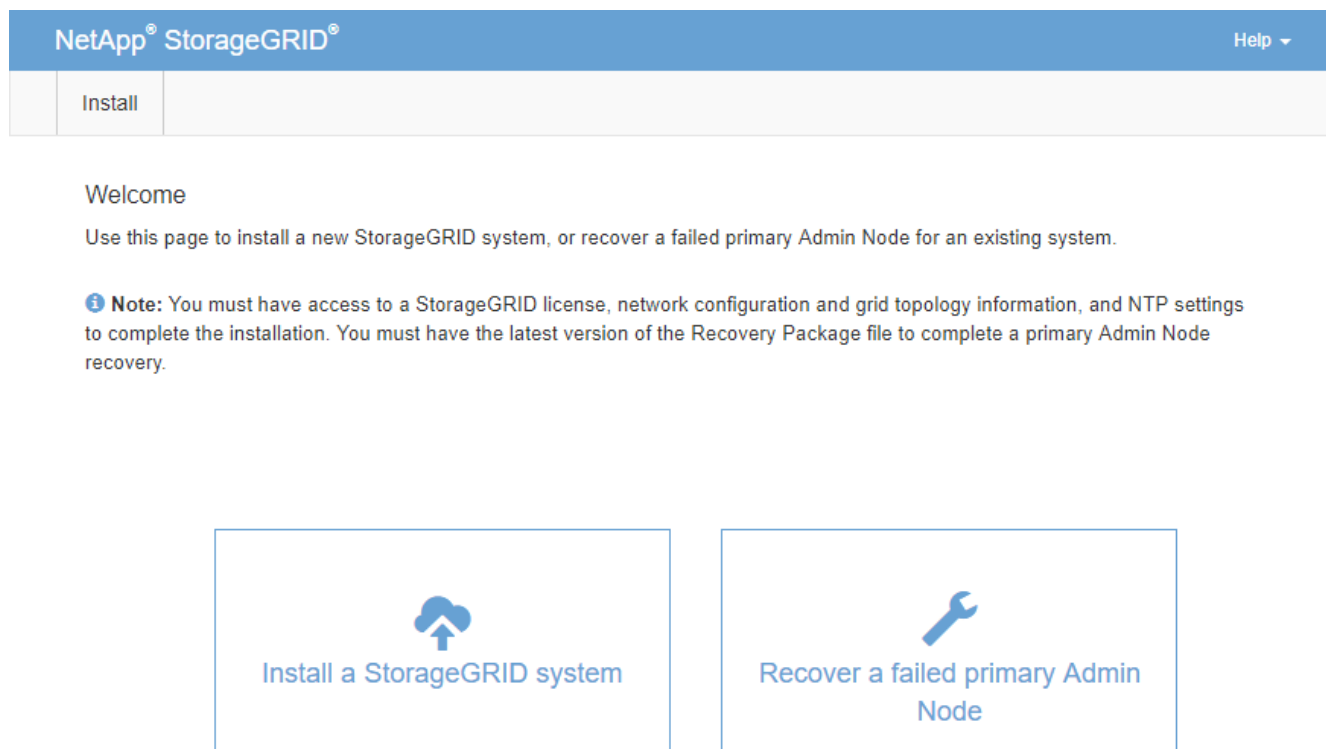 NetApp® StorageGRID®
Help
Install
Welcome
Use this page to install a new StorageGRID system, or recover a failed primary Admin Node for an existing system.
Note: You must have access to a StorageGRID license, network configuration and grid topology information, and NTP settings
to complete the installation. You must have the latest version of the Recovery Package file to complete a primary Admin Node
recovery.
Install a StorageGRID system
Recover a failed primary Admin
Node